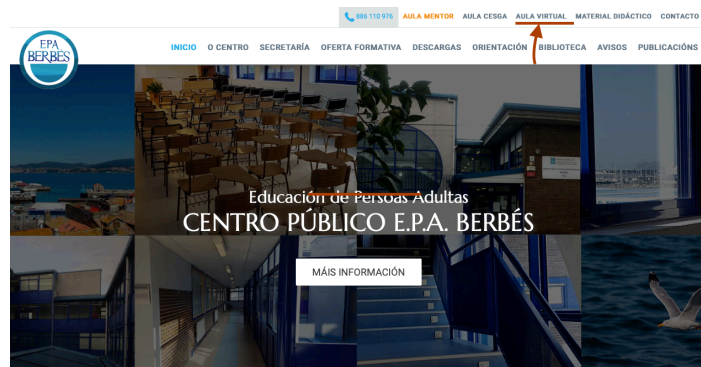 986 110 976 AULA MENTOR AULA CESGA AULA VIRTUAL MATERIAL DIDÁCTICO CONTACTO
EPA
BERBÉS
INICIO O CENTRO SECRETARÍA OFERTA FORMATIVA DESCARGAS ORIENTACIÓN BIBLIOTECA AVISOS PUBLICACIÓNS
Educación de Persoas Adultas
CENTRO PÚBLICO E.P.A. BERBÉS
MÁIS INFORMACIÓN